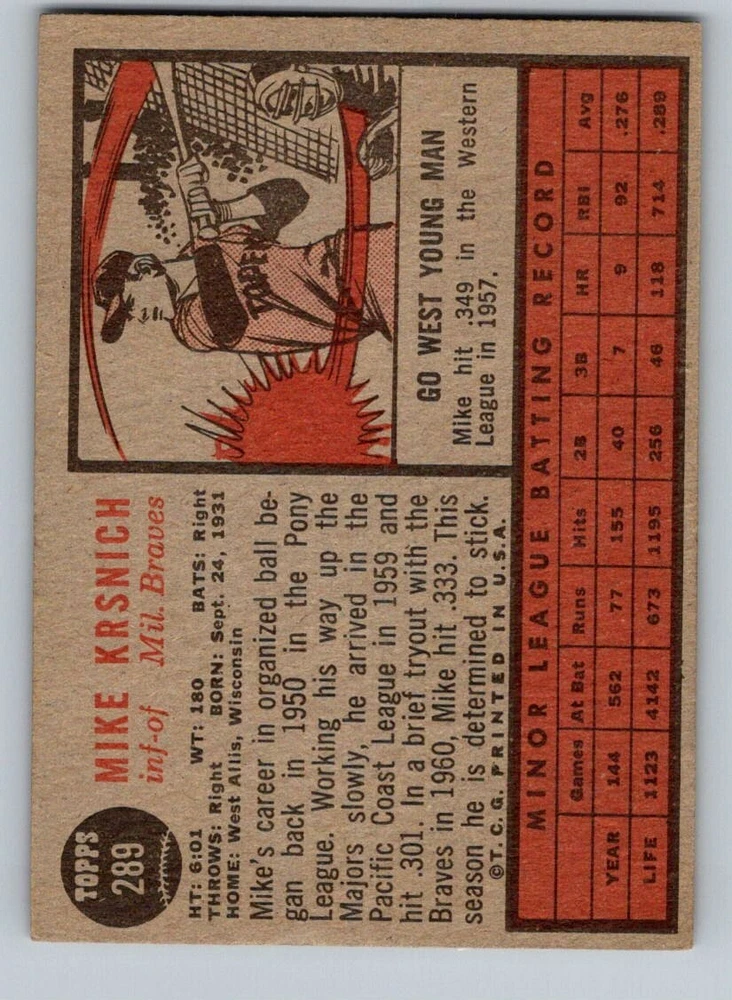 TOPPS
289
MIKE KRSNICH
inf-of Mil. Braves
HT: 6:01 WT: 180 BATS: Right
THROWS: Right BORN: Sept. 24, 1931
HOME: West Allis, Wisconsin
Mike's career in organized ball be-
gan back in 1950 in the Pony
League. Working his way up the
Majors slowly, he arrived in the
Pacific Coast League in 1959 and
hit .301. In a brief tryout with the
Braves in 1960, Mike hit .333. This
season he is determined to stick.
©T.C.G. PRINTED IN U.S.A.
GO WEST YOUNG MAN
Mike hit .349 in the Western
League in 1957.
MINOR LEAGUE BATTING RECORD
Games At Bat Runs Hits 2B 3B HR RBI Avg
YEAR 144 562 77 155 40 7 9 92 .276
LIFE 1123 4142 673 1195 256 46 118 714 .289